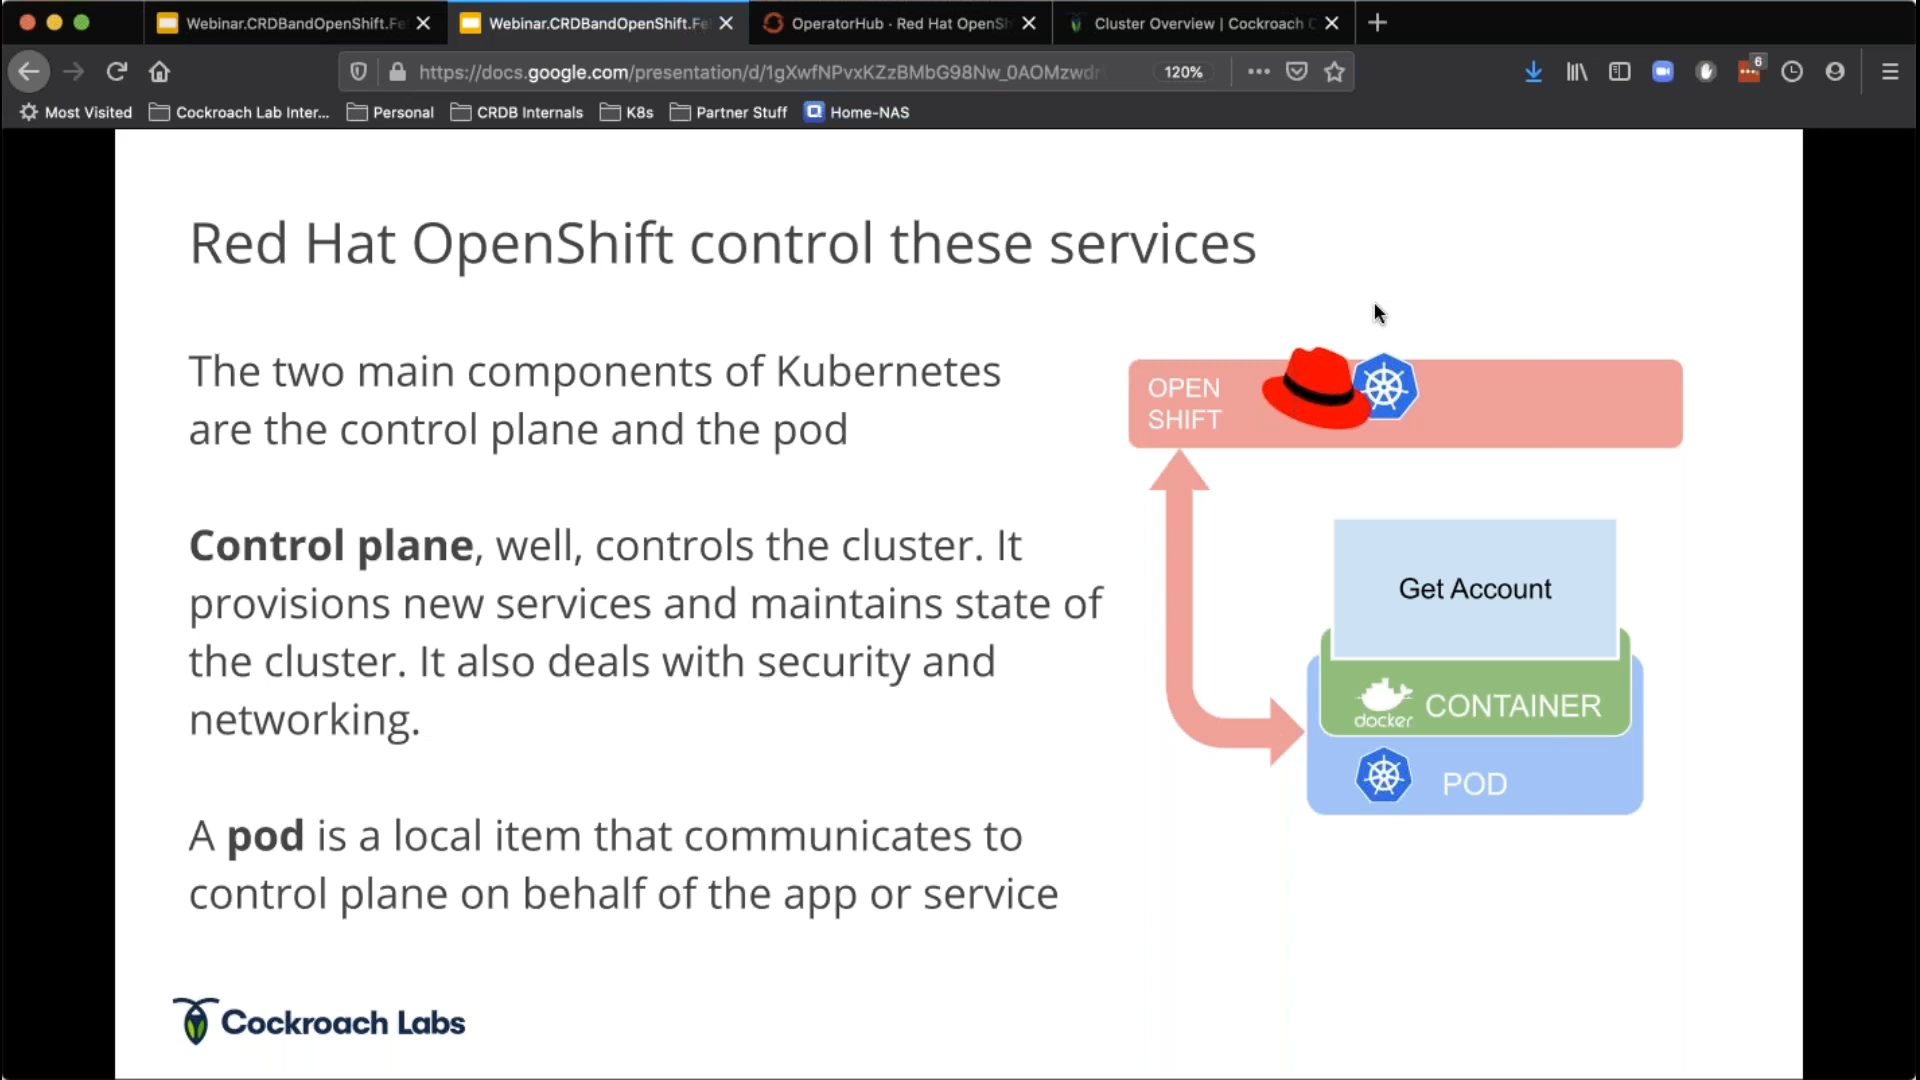 Webinar.CRDBandOpenShift.Fe
Webinar.CRDBandOpenShift.Fe
OperatorHub · Red Hat OpenSh
Cluster Overview | Cockroach C
https://docs.google.com/presentation/d/1gXwfNPvxKZzBMbG98Nw_0AOMzwdr
120%
6
Most Visited
Cockroach Lab Inter...
Personal
CRDB Internals
K8s
Partner Stuff
Home-NAS
Red Hat OpenShift control these services
The two main components of Kubernetes
are the control plane and the pod
Control plane, well, controls the cluster. It
provisions new services and maintains state of
the cluster. It also deals with security and
networking.
A pod is a local item that communicates to
control plane on behalf of the app or service
OPEN
SHIFT
Get Account
docker CONTAINER
POD
Cockroach Labs